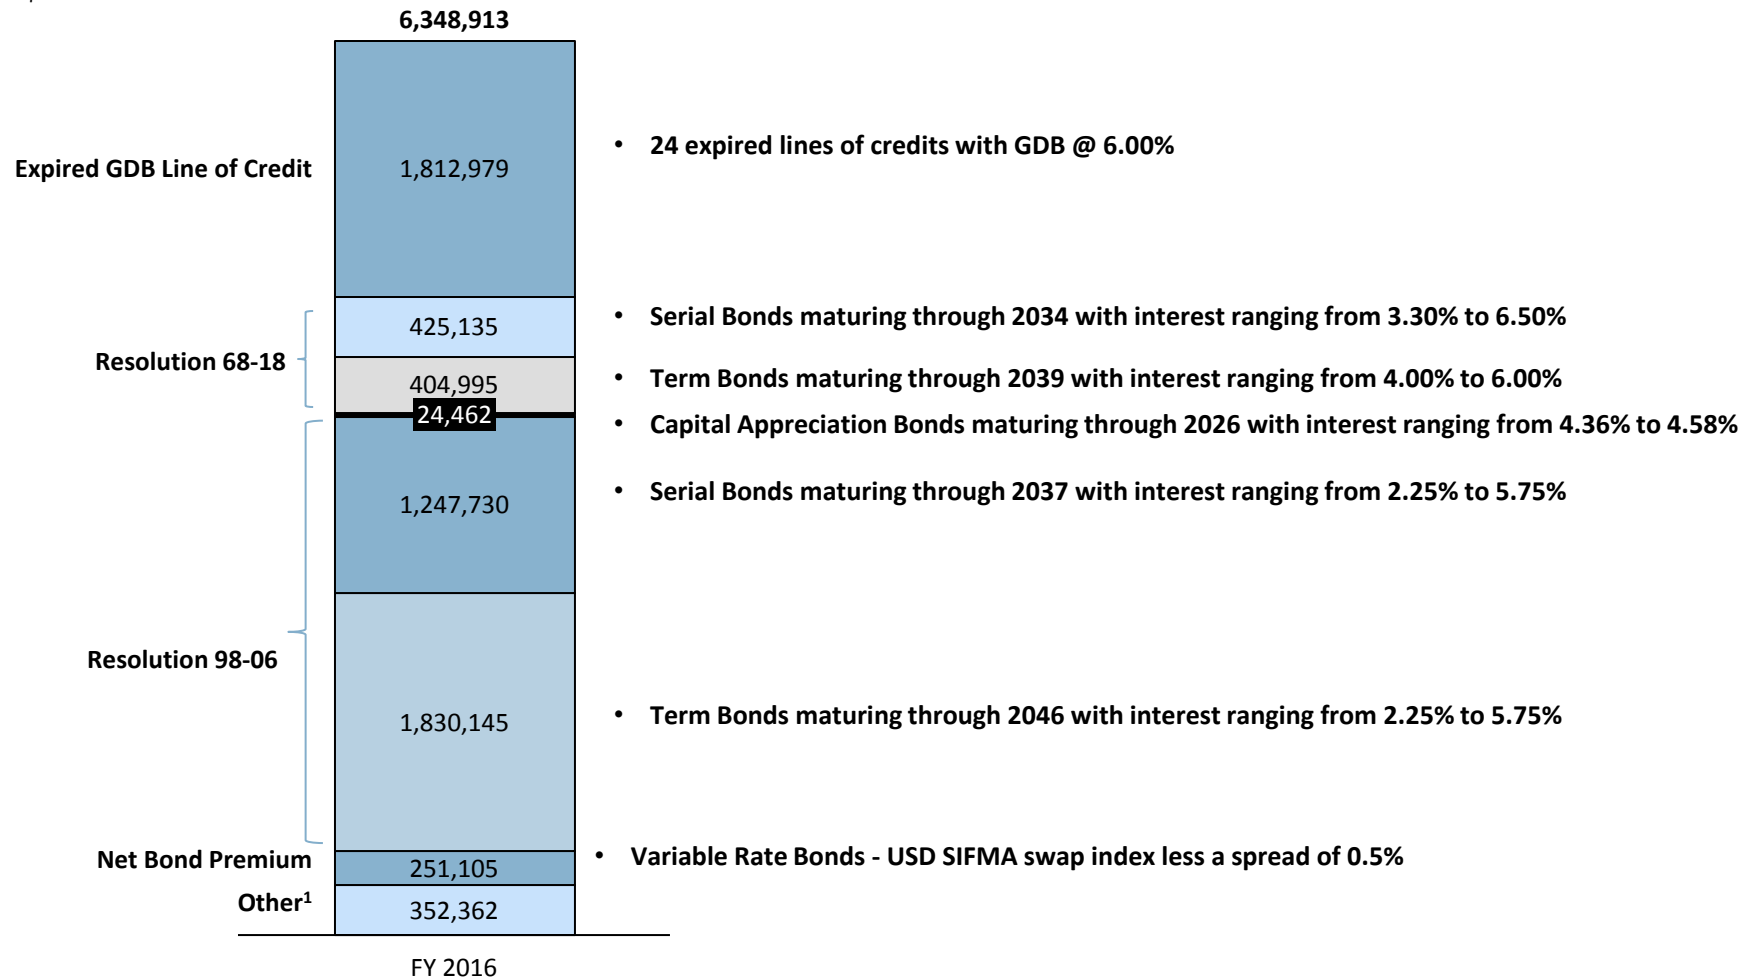 6,348,913
Expired GDB Line of Credit
1,812,979
• 24 expired lines of credits with GDB @ 6.00%
Resolution 68-18
425,135
• Serial Bonds maturing through 2034 with interest ranging from 3.30% to 6.50%
404,995
• Term Bonds maturing through 2039 with interest ranging from 4.00% to 6.00%
24,462
• Capital Appreciation Bonds maturing through 2026 with interest ranging from 4.36% to 4.58%
Resolution 98-06
1,247,730
• Serial Bonds maturing through 2037 with interest ranging from 2.25% to 5.75%
1,830,145
• Term Bonds maturing through 2046 with interest ranging from 2.25% to 5.75%
Net Bond Premium
251,105
• Variable Rate Bonds - USD SIFMA swap index less a spread of 0.5%
Other¹
352,362
FY 2016